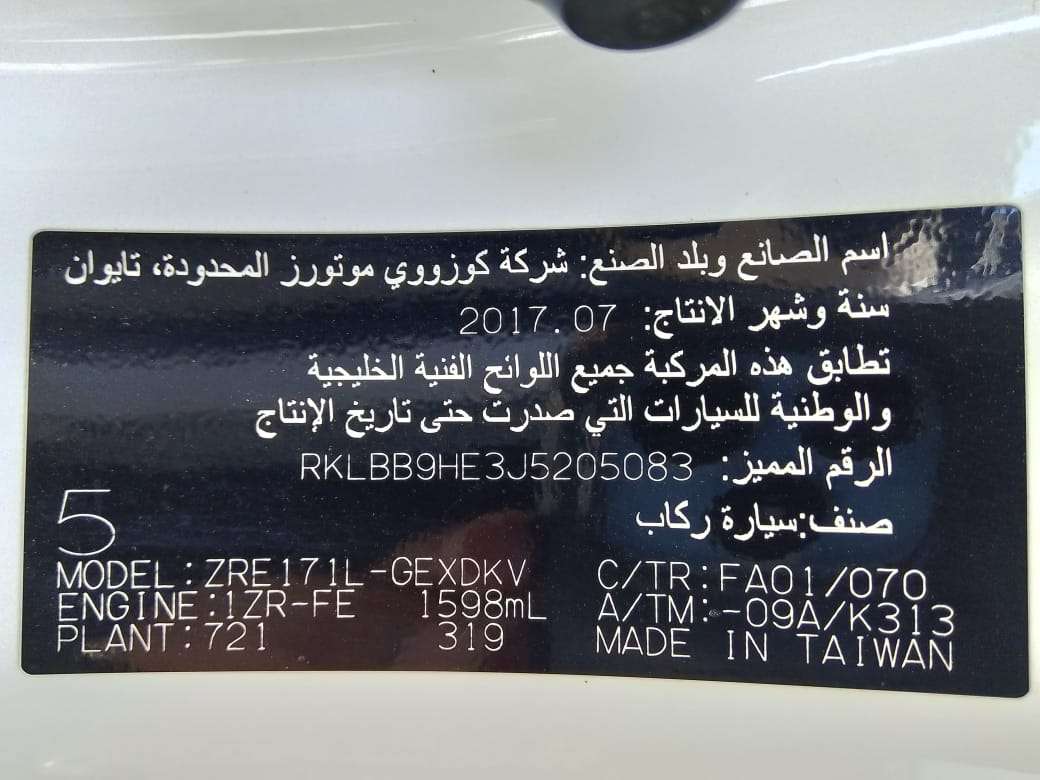 اسم الصانع وبلد الصنع: شركة كوزووي موتورز المحدودة، تايوان
سنة وشهر الانتاج: 2017.07
تطابق هذه المركبة جميع اللوائح الفنية الخليجية
والوطنية للسيارات التي صدرت حتى تاريخ الإنتاج
الرقم المميز: RKLBB9HE3J5205083
صنف:سيارة ركاب
5
MODEL:ZRE171L-GEXDKV C/TR:FA01/070
ENGINE:1ZR-FE 1598mL A/TM:-09A/K313
PLANT:721 319 MADE IN TAIWAN